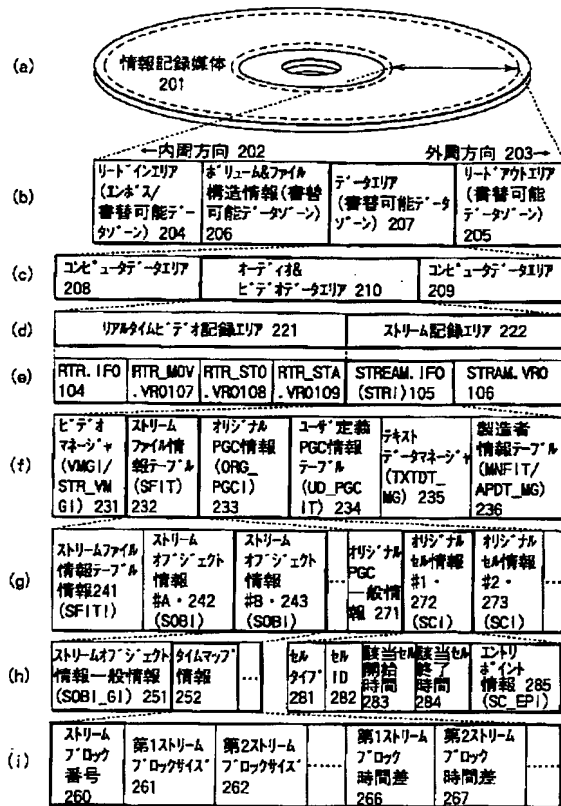 (a)
情報記録媒体
201
←内周方向 202
外周方向 203→
(b)
リードインエリア
(エンボス/
書替可能デー
タゾーン) 204
ボリューム&ファイル
構造情報(書替
可能データゾーン)
206
データエリア
(書替可能データ
ゾーン) 207
リードアウトエリア
(書替可能
データゾーン)
205
(c)
コンピュータデータエリア
208
オーディオ&
ビデオデータエリア 210
コンピュータデータエリア
209
(d)
リアルタイムビデオ記録エリア 221
ストリーム記録エリア 222
(e)
RTR.IFO
104
RTR_MOV
.VRO107
RTR_STO
.VRO108
RTR_STA
.VRO109
STREAM.IFO
(STRI)105
STRAM.VRO
106
(f)
ビデオ
マネージャ
(VMGI/
STR_VM
GI) 231
ストリーム
ファイル情
報テーブル
(SFIT)
232
オリジナル
PGC情報
(ORG_
PGCI)
233
ユーザ定義
PGC情報
テーブル
(UD_PGC
IT) 234
テキスト
データマネージャ
(TXTDT_
MG) 235
製造者
情報テーブル
(MNFIT/
APDT_MG)
236
(g)
ストリームファイル
情報テーブル
情報241
(SFITI)
ストリーム
オブジェクト
情報
#A・242
(SOBI)
ストリーム
オブジェクト
情報
#B・243
(SOBI)
……
オリジナル
PGC
一般情
報 271
オリジナル
セル情報
#1・
272
(SCI)
オリジナル
セル情報
#2・
273
(SCI)
……
(h)
ストリームオブジェクト
情報一般情報
(SOBI_GI) 251
タイムマップ
情報
252
……
セル
タイプ
281
セル
ID
282
該当セル
開始
時間
283
該当セル
終了
時間
284
エントリ
ポイント
情報 285
(SC_EPI)
(i)
ストリーム
ブロック
番号
260
第1ストリーム
ブロックサイズ
261
第2ストリーム
ブロックサイズ
262
……
第1ストリーム
ブロック
時間差
266
第2ストリーム
ブロック
時間差
267
……